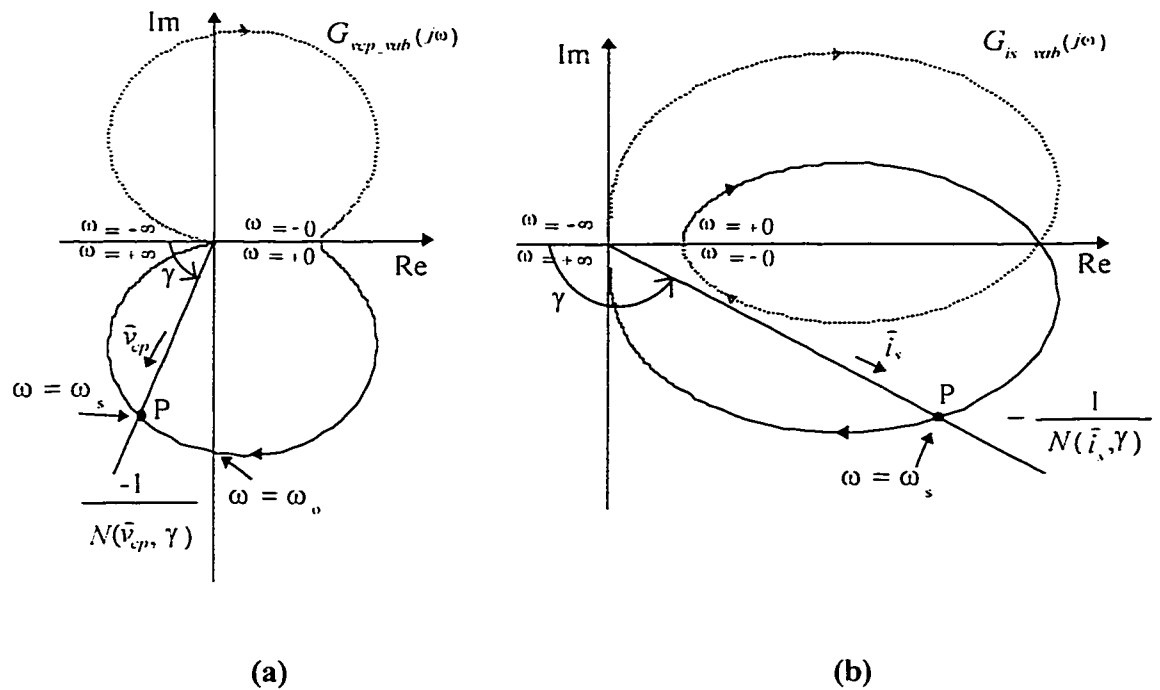 Im
G_vcp_vab(jω)
ω = -∞
ω = -0
ω = +∞
ω = +0
Re
γ
v̄_cp
ω = ω_s
P
ω = ω_o
-1
N(v̄_cp, γ)
(a)
Im
G_is_vab(jω)
ω = -∞
ω = +0
ω = +∞
ω = -0
Re
γ
ī_s
P
- 1
N(ī_s, γ)
ω = ω_s
(b)